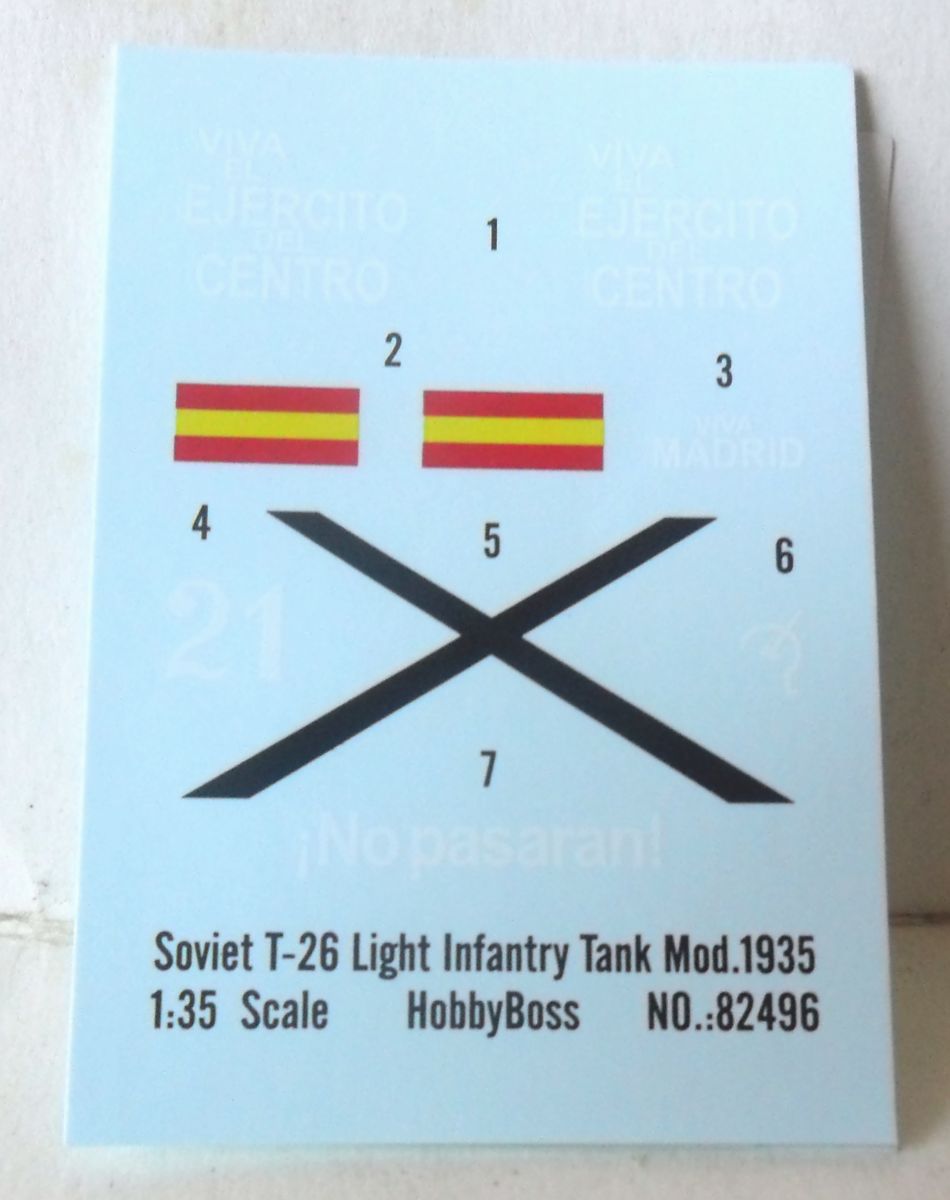 VIVA
EL
EJERCITO
DEL
CENTRO
1
VIVA
EL
EJERCITO
DEL
CENTRO
2
3
VIVA
MADRID
4
5
6
21
7
¡No pasaran!
Soviet T-26 Light Infantry Tank Mod.1935
1:35 Scale HobbyBoss NO.:82496